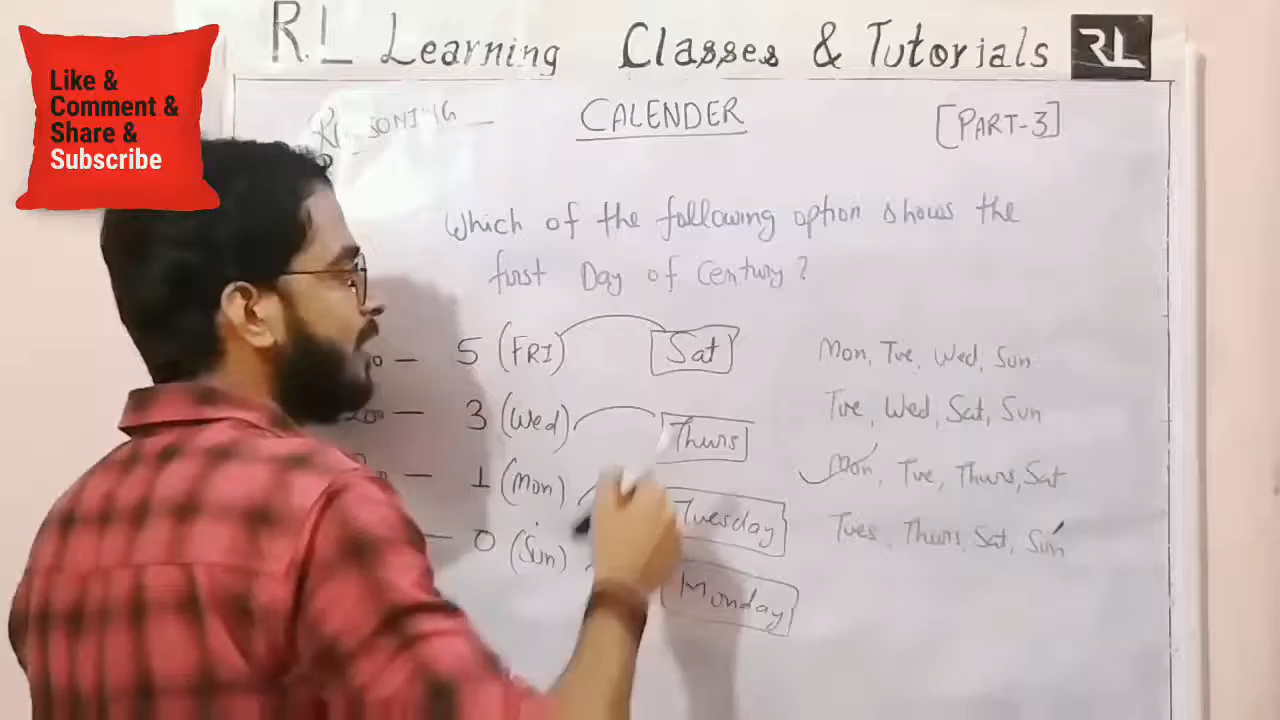 R.L Learning Classes & Tutorials RL
Like &
Comment &
Share &
Subscribe
CALENDER
[PART-3]
Which of the following option shows the
first Day of Century?
— 5 (FRI) Sat
— 3 (Wed) Thurs
— 1 (Mon) Tuesday
— 0 (Sun) Monday
Mon, Tue, Wed, Sun
Tue, Wed, Sat, Sun
Mon, Tue, Thurs, Sat
Tues, Thurs, Sat, Sun